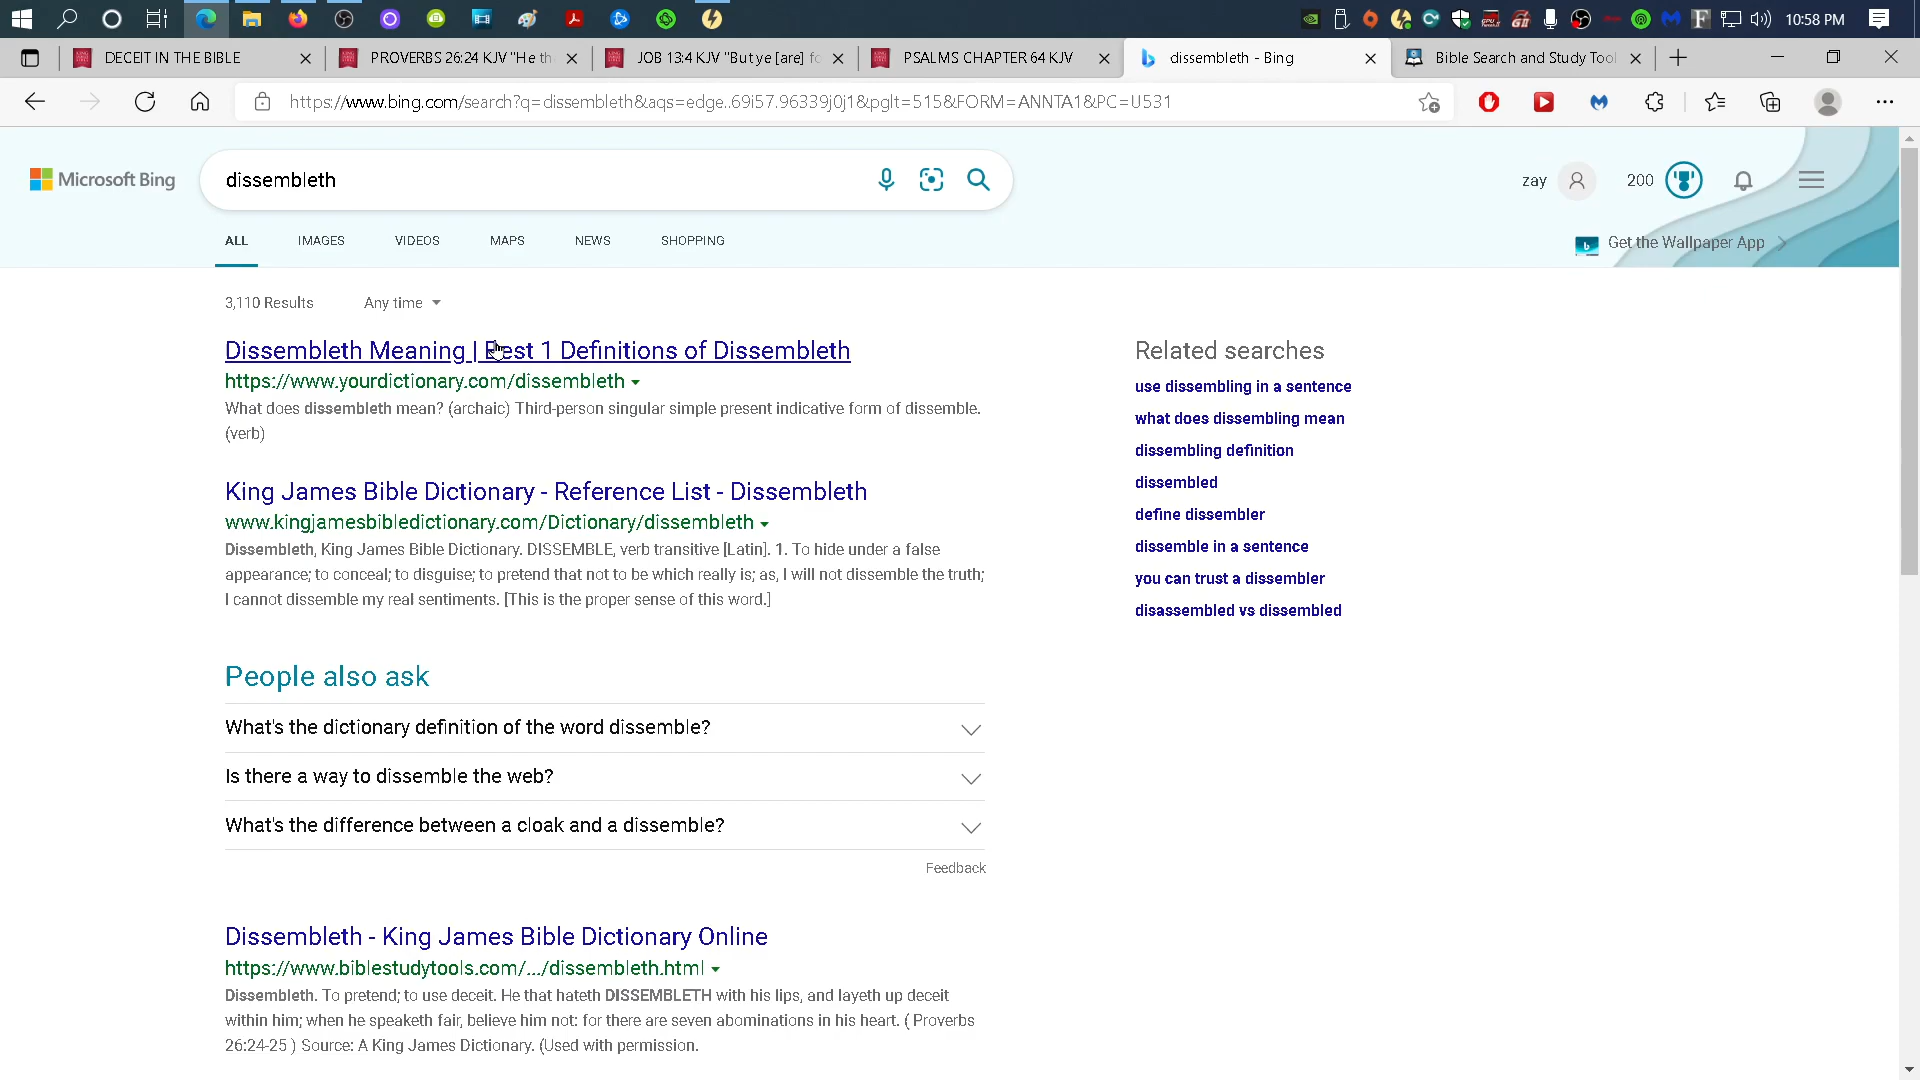 10:58 PM
DECEIT IN THE BIBLE
PROVERBS 26:24 KJV "He th
JOB 13:4 KJV "But ye [are] fo
PSALMS CHAPTER 64 KJV
dissembleth - Bing
Bible Search and Study Tool
https://www.bing.com/search?q=dissembleth&aqs=edge..69i57.96339j0j1&pglt=515&FORM=ANNTA1&PC=U531
Microsoft Bing
dissembleth
zay
200
ALL
IMAGES
VIDEOS
MAPS
NEWS
SHOPPING
Get the Wallpaper App
3,110 Results
Any time
Dissembleth Meaning | Best 1 Definitions of Dissembleth
https://www.yourdictionary.com/dissembleth
What does dissembleth mean? (archaic) Third-person singular simple present indicative form of dissemble.
(verb)
King James Bible Dictionary - Reference List - Dissembleth
www.kingjamesbibledictionary.com/Dictionary/dissembleth
Dissembleth, King James Bible Dictionary. DISSEMBLE, verb transitive [Latin]. 1. To hide under a false
appearance; to conceal; to disguise; to pretend that not to be which really is; as, I will not dissemble the truth;
I cannot dissemble my real sentiments. [This is the proper sense of this word.]
People also ask
What's the dictionary definition of the word dissemble?
Is there a way to dissemble the web?
What's the difference between a cloak and a dissemble?
Feedback
Dissembleth - King James Bible Dictionary Online
https://www.biblestudytools.com/.../dissembleth.html
Dissembleth. To pretend; to use deceit. He that hateth DISSEMBLETH with his lips, and layeth up deceit
within him; when he speaketh fair, believe him not: for there are seven abominations in his heart. ( Proverbs
26:24-25 ) Source: A King James Dictionary. (Used with permission.
Related searches
use dissembling in a sentence
what does dissembling mean
dissembling definition
dissembled
define dissembler
dissemble in a sentence
you can trust a dissembler
disassembled vs dissembled